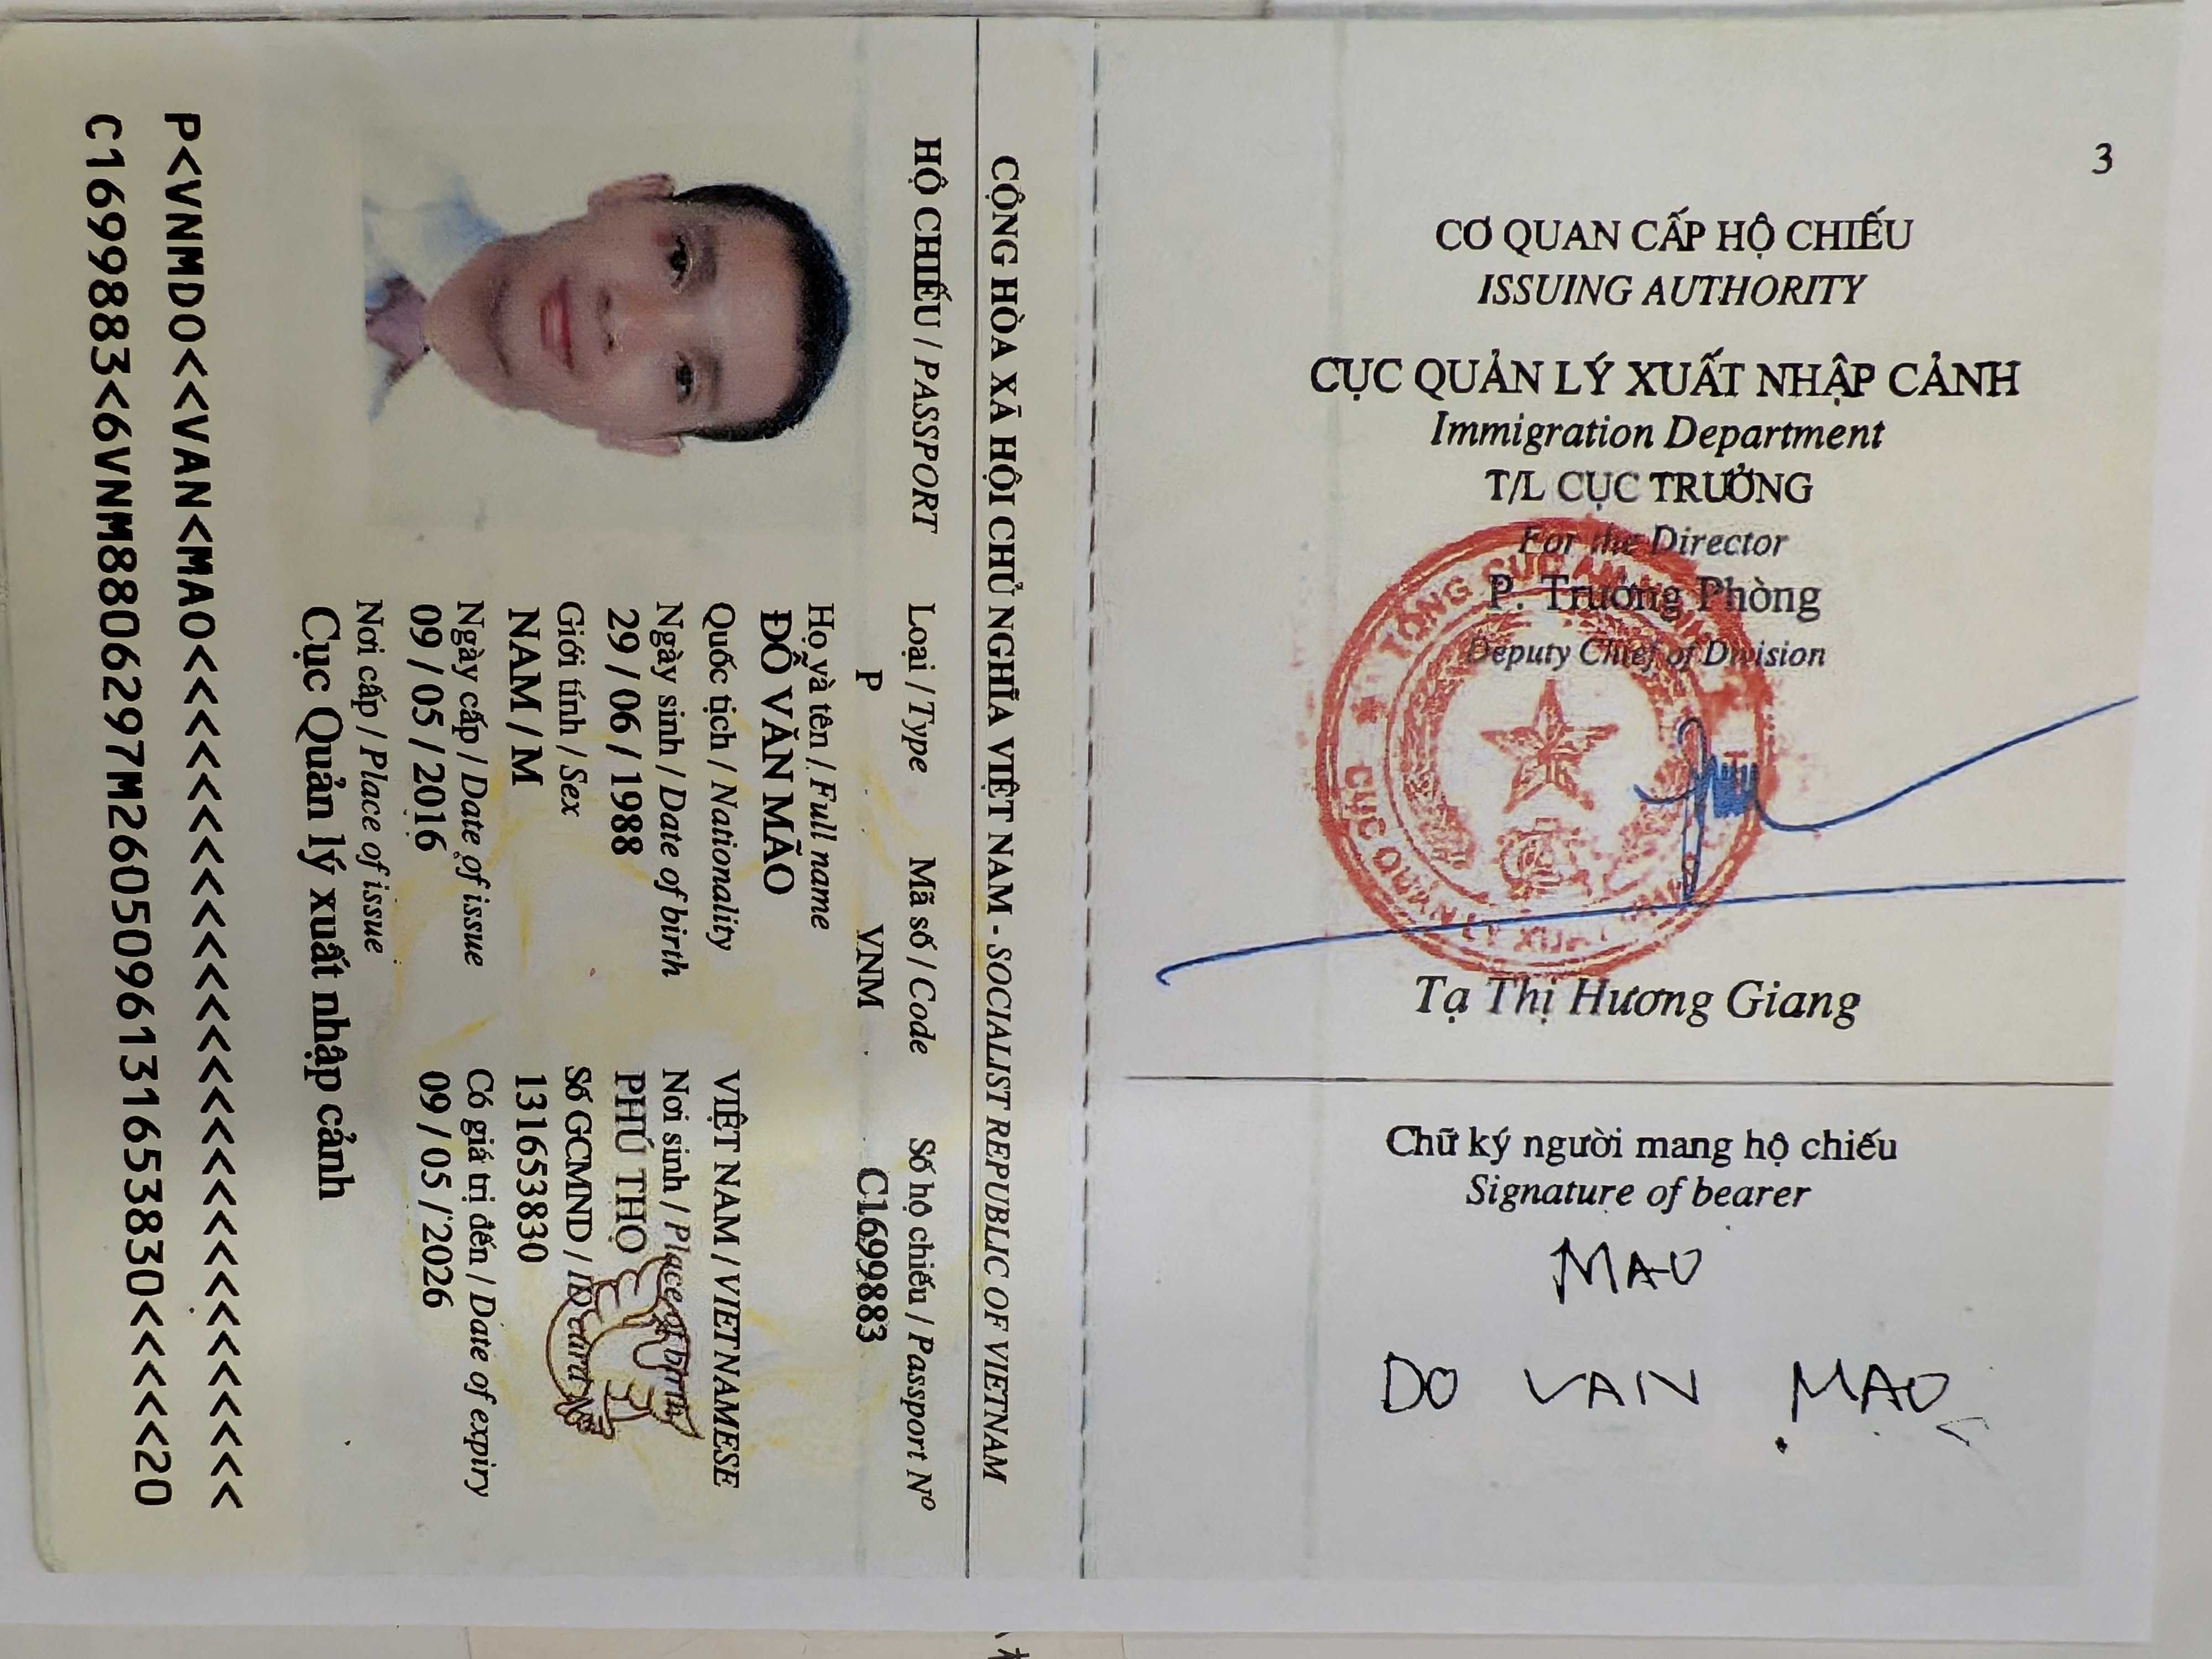 3
CƠ QUAN CẤP HỘ CHIẾU
ISSUING AUTHORITY
CỤC QUẢN LÝ XUẤT NHẬP CẢNH
Immigration Department
T/L CỤC TRƯỞNG
For the Director
P. Trưởng Phòng
Deputy Chief of Division
TỔNG CỤC AN
CỤC QUẢN LÝ XUẤT
Tạ Thị Hương Giang
Chữ ký người mang hộ chiếu
Signature of bearer
MAO
DO VAN MAO
CỘNG HÒA XÃ HỘI CHỦ NGHĨA VIỆT NAM - SOCIALIST REPUBLIC OF VIETNAM
HỘ CHIẾU / PASSPORT Loại / Type Mã số / Code Số hộ chiếu / Passport Nº
P VNM C1699883
Họ và tên / Full name
ĐỖ VĂN MÃO
Quốc tịch / Nationality VIỆT NAM / VIETNAMESE
Ngày sinh / Date of birth Nơi sinh / Place of birth
29 / 06 / 1988 PHÚ THỌ
Giới tính / Sex Số GCMND / ID card Nº
NAM / M 131653830
Ngày cấp / Date of issue Có giá trị đến / Date of expiry
09 / 05 / 2016 09 / 05 / 2026
Nơi cấp / Place of issue
Cục Quản lý xuất nhập cảnh
P<VNMDO<<VAN<MAO<<<<<<<<<<<<<<<<<<<<<<<<<<<<
C1699883<6VNM8806297M2605096131653830<<<<<20